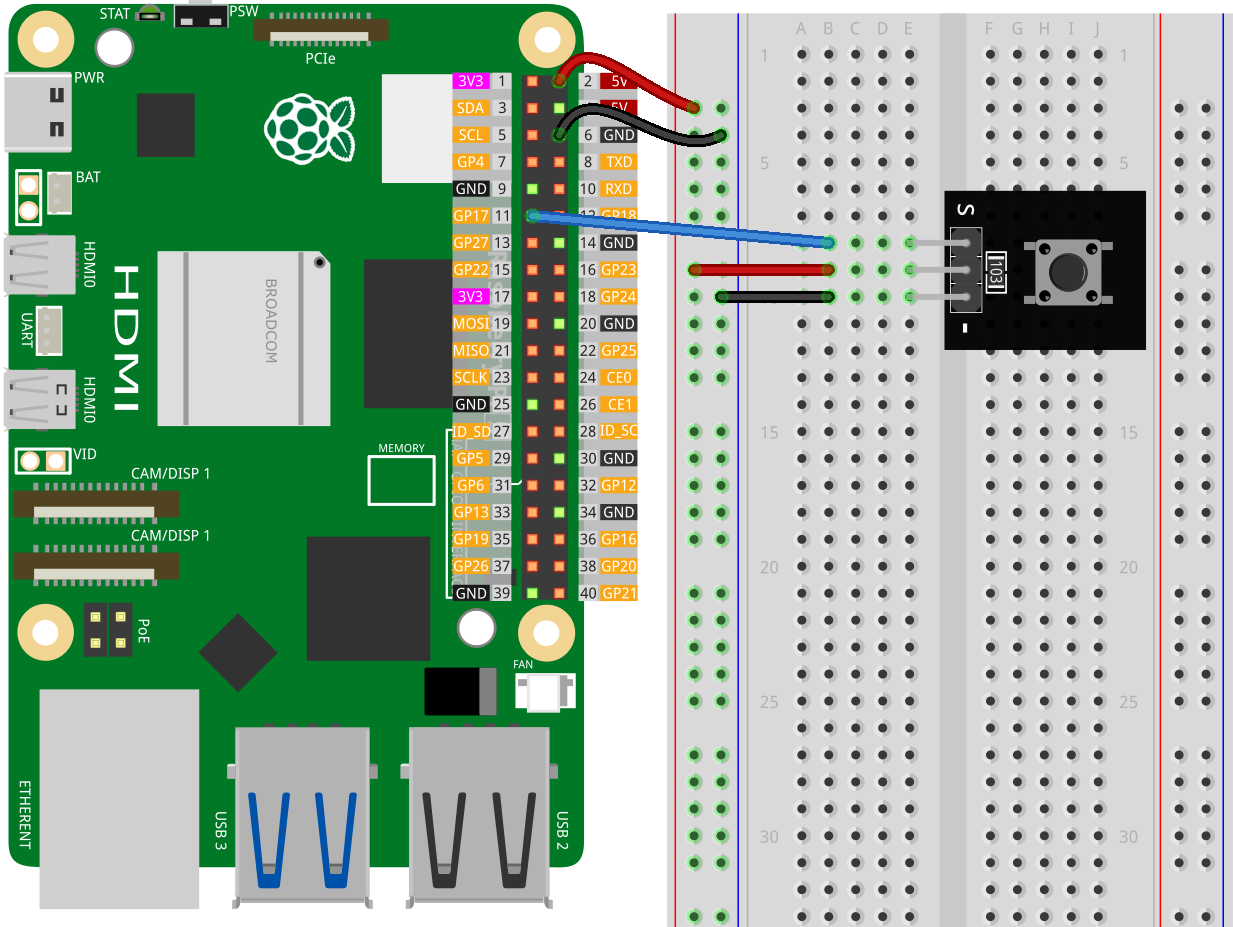 STAT
PSW
PCIe
PWR
BAT
HDMI0
UART
HDMI0
HDMI
BROADCOM
VID
CAM/DISP 1
CAM/DISP 1
MEMORY
PoE
FAN
ETHERENT
USB 3
USB 2
3V3 1 2 5V
SDA 3 5V
SCL 5 6 GND
GP4 7 8 TXD
GND 9 10 RXD
GP17 11 12 GP18
GP27 13 14 GND
GP22 15 16 GP23
3V3 17 18 GP24
MOSI 19 20 GND
MISO 21 22 GP25
SCLK 23 24 CE0
GND 25 26 CE1
ID_SD 27 28 ID_SC
GP5 29 30 GND
GP6 31 32 GP12
GP13 33 34 GND
GP19 35 36 GP16
GP26 37 38 GP20
GND 39 40 GP21
A B C D E F G H I J
1 1
5 5
15 15
20 20
25 25
30 30
S
103
-